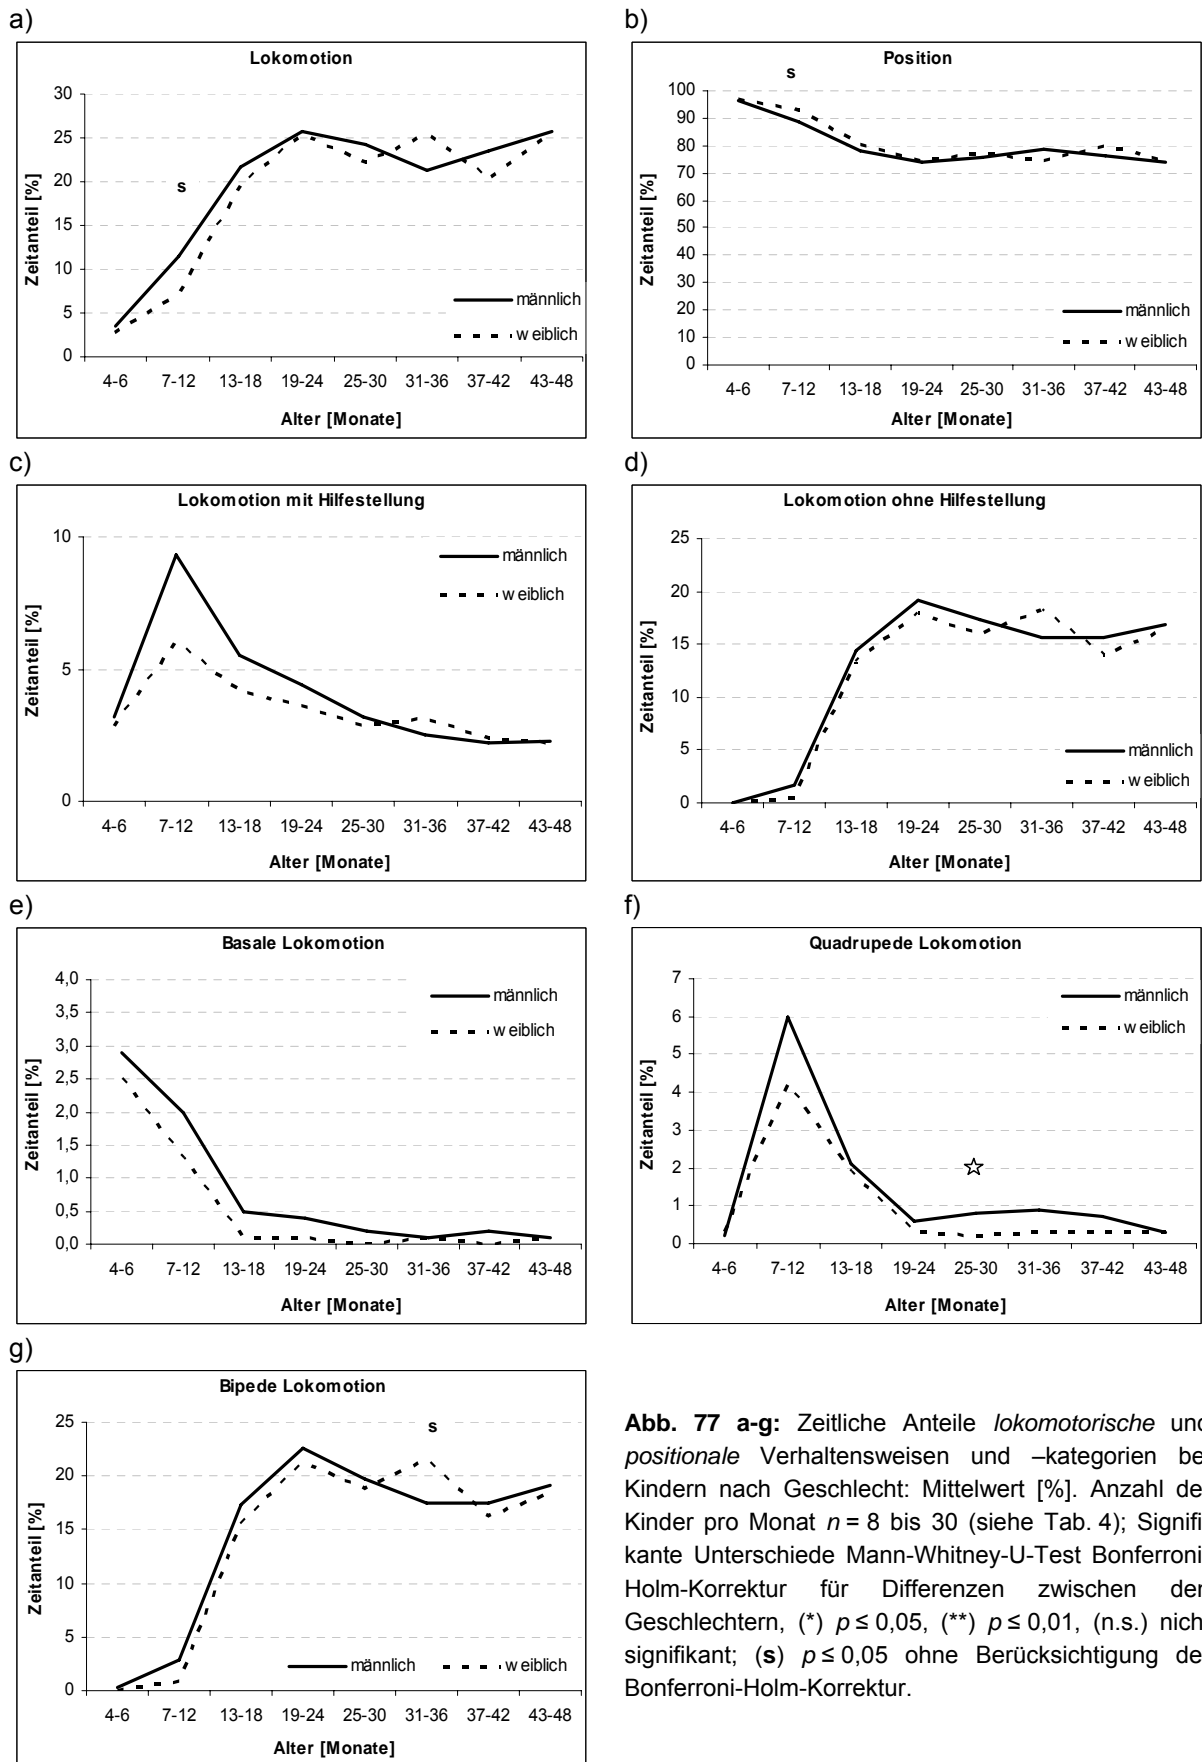 a)
Lokomotion
30
25
20
15
10
5
0
Zeitanteil [%]
s
männlich
weiblich
4-6 7-12 13-18 19-24 25-30 31-36 37-42 43-48
Alter [Monate]
b)
Position
s
100
90
80
70
60
50
40
30
20
10
0
Zeitanteil [%]
männlich
weiblich
4-6 7-12 13-18 19-24 25-30 31-36 37-42 43-48
Alter [Monate]
c)
Lokomotion mit Hilfestellung
10
5
0
Zeitanteil [%]
männlich
weiblich
4-6 7-12 13-18 19-24 25-30 31-36 37-42 43-48
Alter [Monate]
d)
Lokomotion ohne Hilfestellung
25
20
15
10
5
0
Zeitanteil [%]
männlich
weiblich
4-6 7-12 13-18 19-24 25-30 31-36 37-42 43-48
Alter [Monate]
e)
Basale Lokomotion
4,0
3,5
3,0
2,5
2,0
1,5
1,0
0,5
0,0
Zeitanteil [%]
männlich
weiblich
4-6 7-12 13-18 19-24 25-30 31-36 37-42 43-48
Alter [Monate]
f)
Quadrupede Lokomotion
7
6
5
4
3
2
1
0
Zeitanteil [%]
männlich
weiblich
☆
4-6 7-12 13-18 19-24 25-30 31-36 37-42 43-48
Alter [Monate]
g)
Bipede Lokomotion
25
20
15
10
5
0
Zeitanteil [%]
s
männlich
weiblich
4-6 7-12 13-18 19-24 25-30 31-36 37-42 43-48
Alter [Monate]
Abb. 77 a-g: Zeitliche Anteile lokomotorische und
positionale Verhaltensweisen und –kategorien be
Kindern nach Geschlecht: Mittelwert [%]. Anzahl de
Kinder pro Monat n = 8 bis 30 (siehe Tab. 4); Signifi
kante Unterschiede Mann-Whitney-U-Test Bonferroni
Holm-Korrektur für Differenzen zwischen der
Geschlechtern, (*) p ≤ 0,05, (**) p ≤ 0,01, (n.s.) nich
signifikant; (s) p ≤ 0,05 ohne Berücksichtigung de
Bonferroni-Holm-Korrektur.